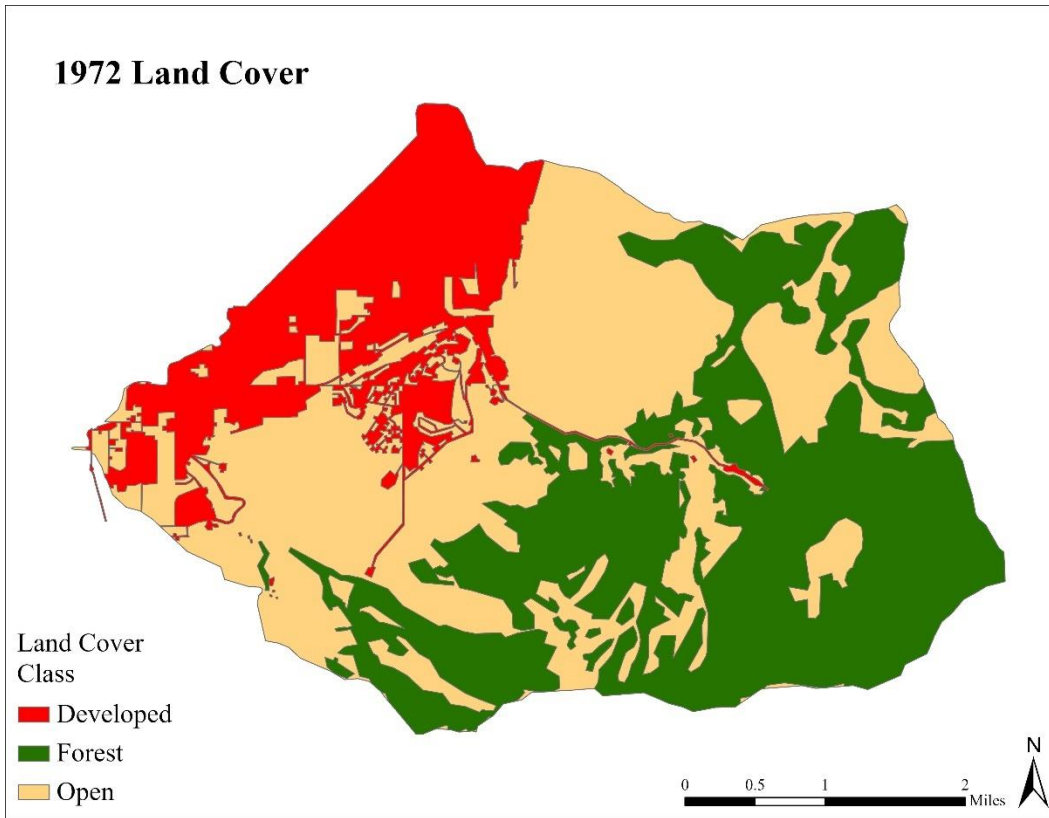 1972 Land Cover
Land Cover
Class
Developed
Forest
Open
0 0.5 1 2
Miles
N